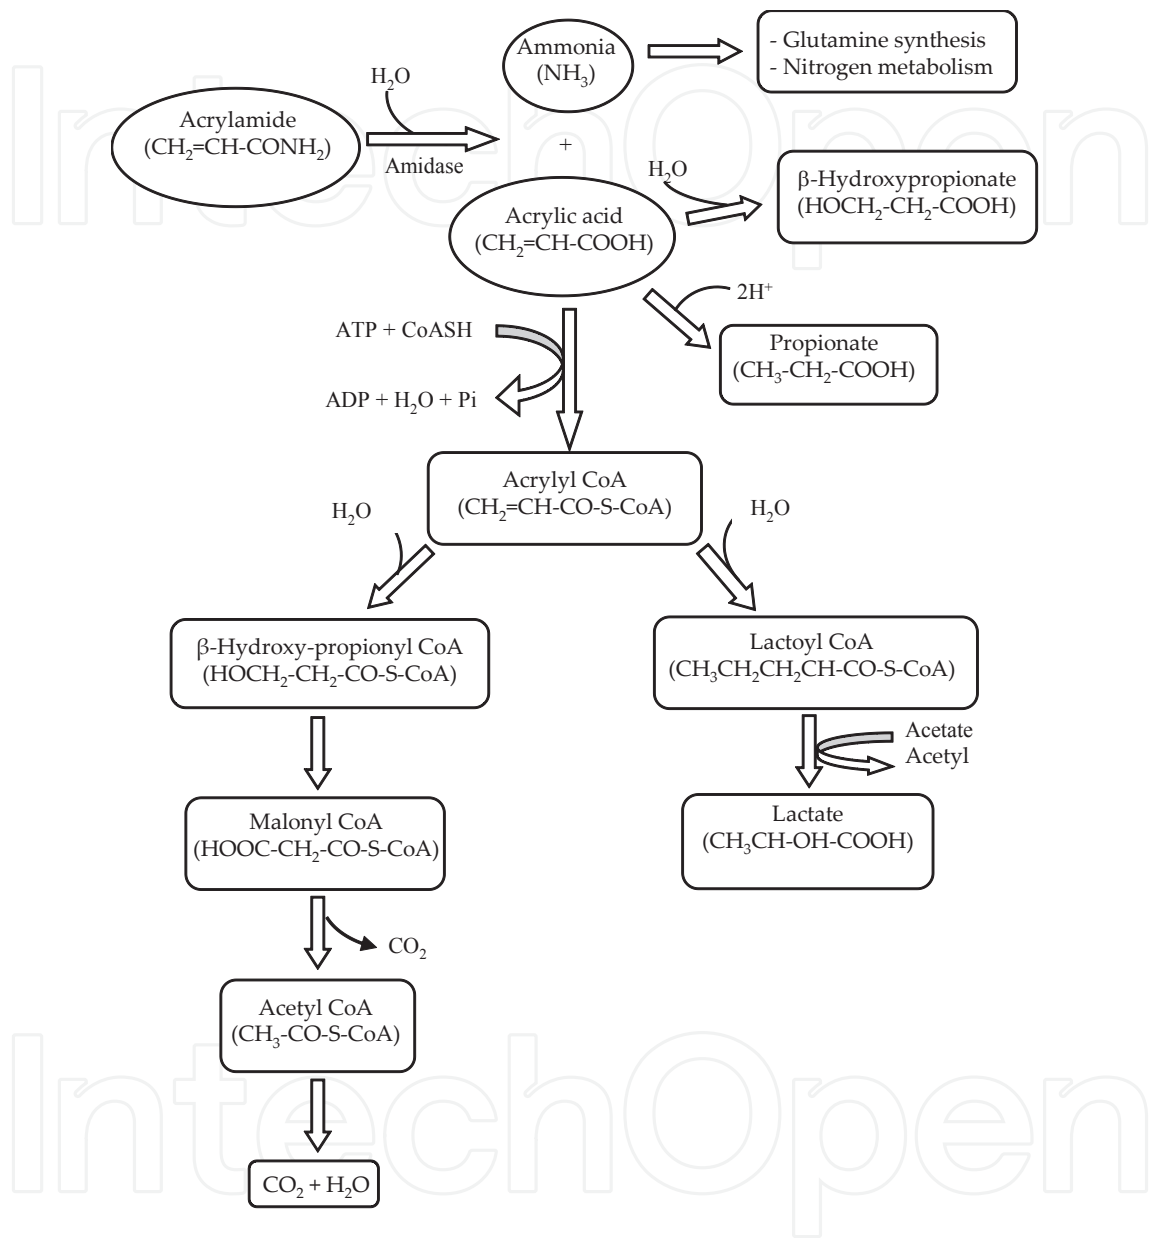 Ammonia
(NH₃)
- Glutamine synthesis
- Nitrogen metabolism
H₂O
Acrylamide
(CH₂=CH-CONH₂)
Amidase
+
H₂O
β-Hydroxypropionate
(HOCH₂-CH₂-COOH)
Acrylic acid
(CH₂=CH-COOH)
2H⁺
ATP + CoASH
Propionate
(CH₃-CH₂-COOH)
ADP + H₂O + Pi
Acrylyl CoA
(CH₂=CH-CO-S-CoA)
H₂O
H₂O
β-Hydroxy-propionyl CoA
(HOCH₂-CH₂-CO-S-CoA)
Lactoyl CoA
(CH₃CH₂CH₂CH-CO-S-CoA)
Acetate
Acetyl
Malonyl CoA
(HOOC-CH₂-CO-S-CoA)
Lactate
(CH₃CH-OH-COOH)
CO₂
Acetyl CoA
(CH₃-CO-S-CoA)
CO₂ + H₂O
IntechOpen
IntechOpen